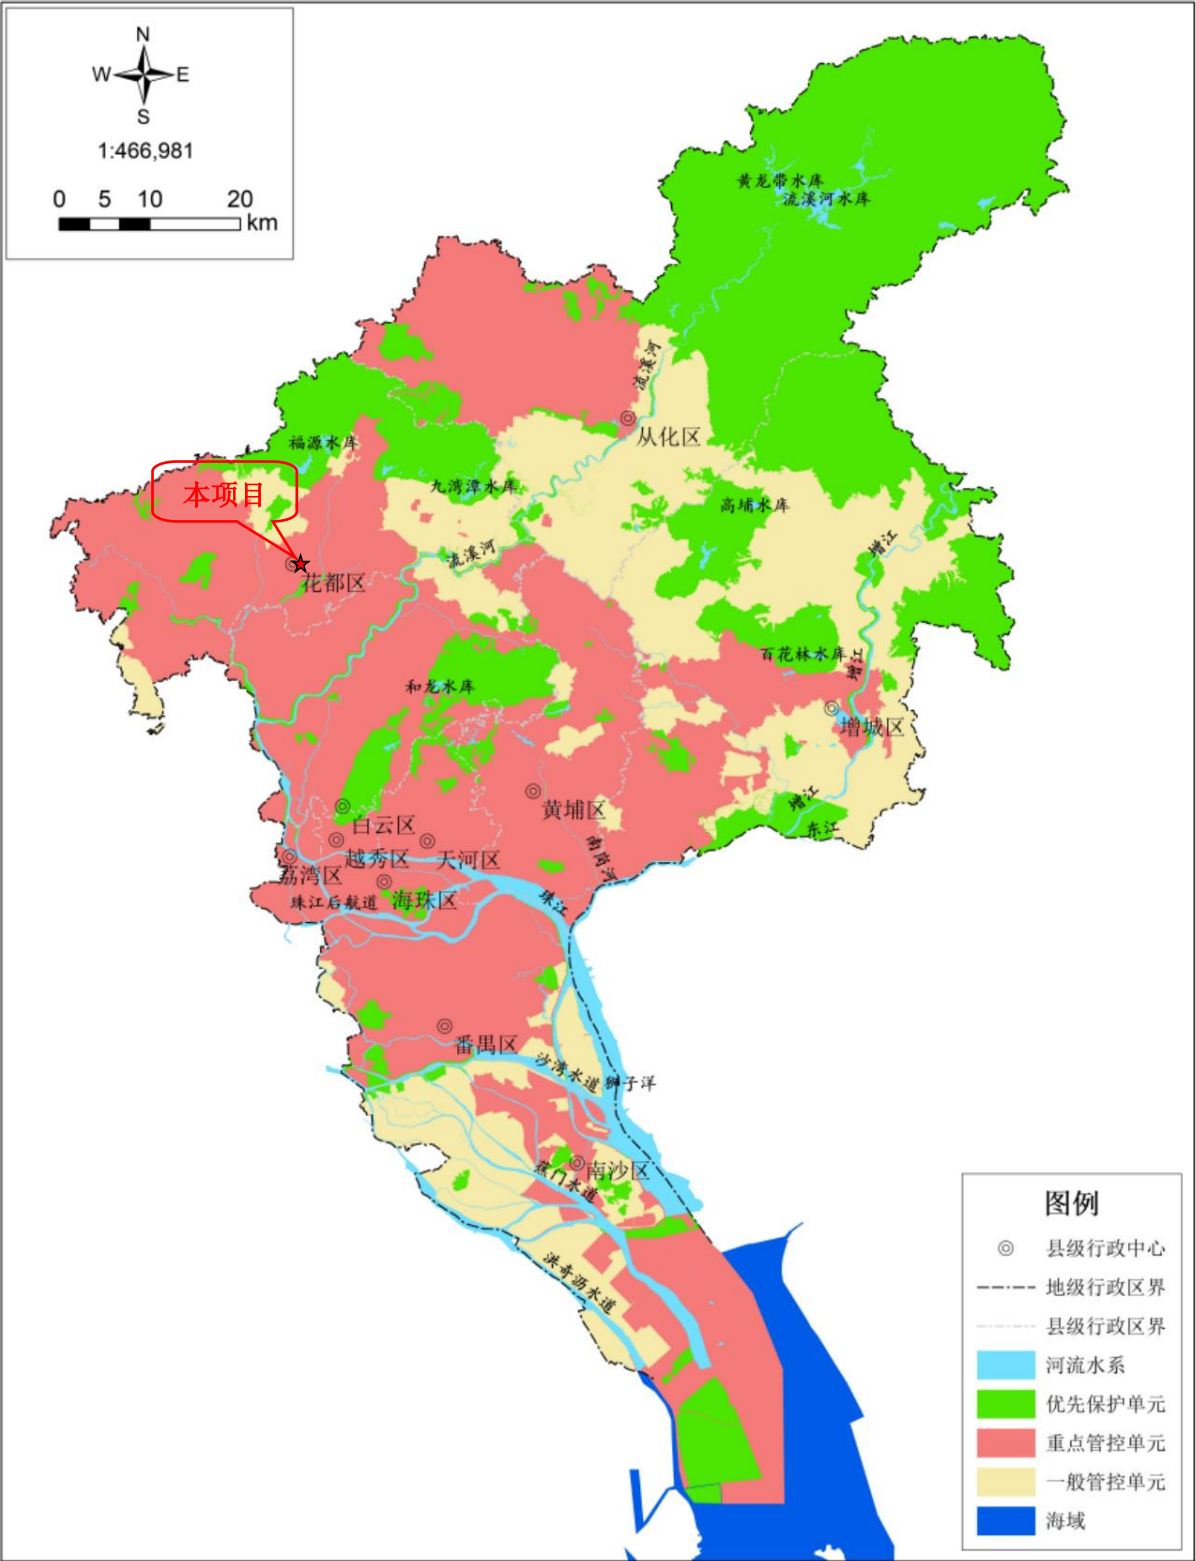 N
W E
S
1:466,981
0 5 10 20
km
黄龙带水库
流溪河水库
流溪河
从化区
福源水库
九湾潭水库
高埔水库
本项目
增江
流溪河
花都区
百花林水库
增江
和龙水库
增城区
增江
东江
黄埔区
白云区
南岗河
越秀区
天河区
荔湾区
海珠区
珠江后航道
珠江
番禺区
沙湾水道
狮子洋
南沙区
蕉门水道
洪奇沥水道
图例
县级行政中心
地级行政区界
县级行政区界
河流水系
优先保护单元
重点管控单元
一般管控单元
海域